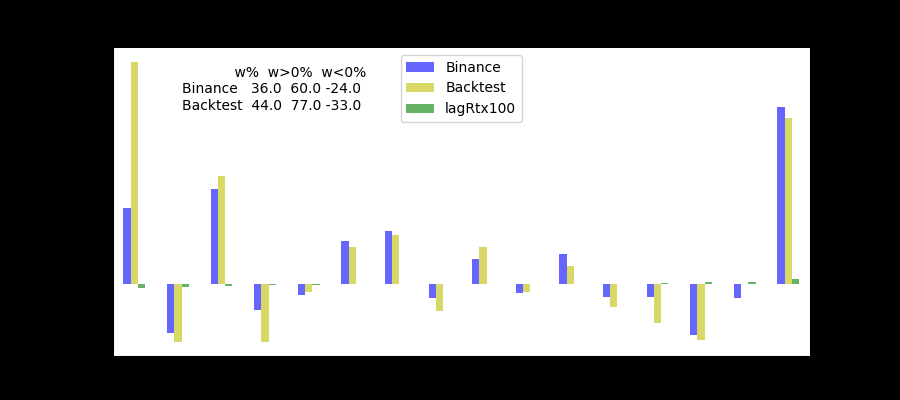 w% w>0% w<0%
Binance 36.0 60.0 -24.0
Backtest 44.0 77.0 -33.0
Binance
Backtest
lagRtx100